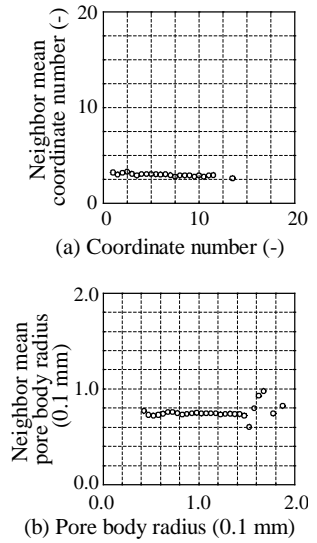 20
10
0
Neighbor mean
coordinate number (-)
0 10 20
(a) Coordinate number (-)
2.0
1.0
0.0
Neighbor mean
pore body radius
(0.1 mm)
0.0 1.0 2.0
(b) Pore body radius (0.1 mm)